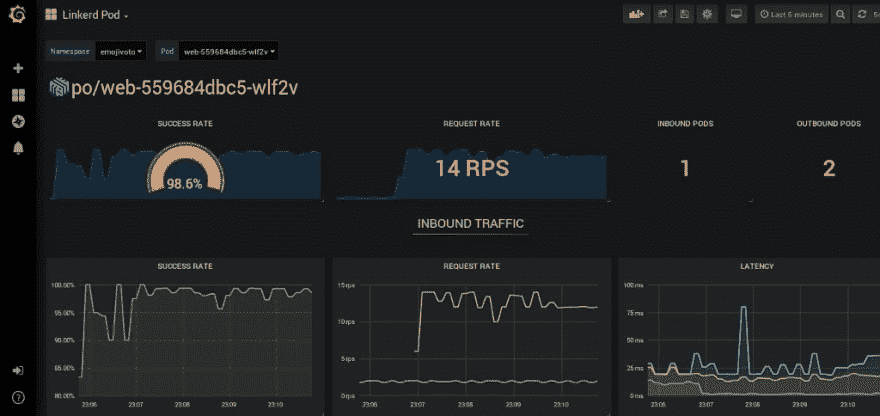 Linkerd Pod
Last 5 minutes
Namespace emojivoto Pod web-559684dbc5-wlf2v
po/web-559684dbc5-wlf2v
SUCCESS RATE REQUEST RATE INBOUND PODS OUTBOUND PODS
98.6% 14 RPS 1 2
INBOUND TRAFFIC
SUCCESS RATE
100.00%
95.00%
90.00%
85.00%
80.00%
23:06 23:07 23:08 23:09 23:10
REQUEST RATE
15 rps
10 rps
5 rps
0 rps
23:06 23:07 23:08 23:09 23:10
LATENCY
100 ms
75 ms
50 ms
25 ms
0 ms
23:06 23:07 23:08 23:09 23:10